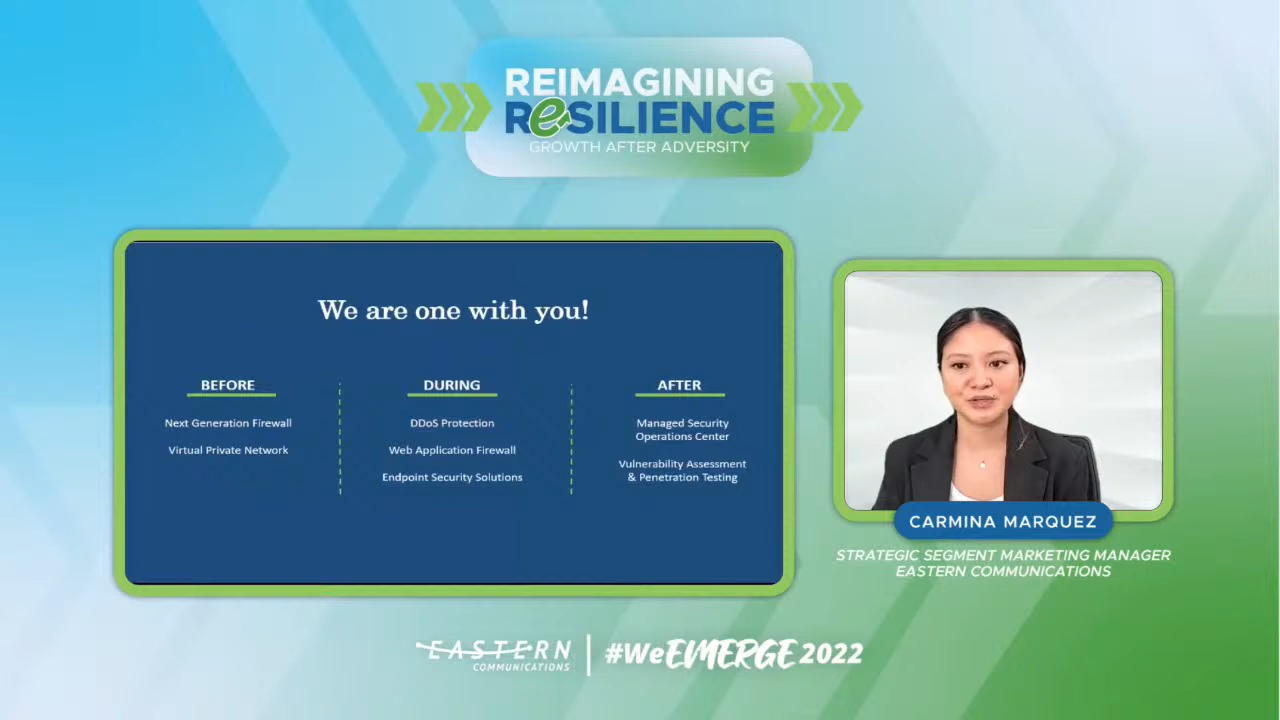 REIMAGINING
ReSILIENCE
GROWTH AFTER ADVERSITY
We are one with you!
BEFORE
Next Generation Firewall
Virtual Private Network
DURING
DDoS Protection
Web Application Firewall
Endpoint Security Solutions
AFTER
Managed Security
Operations Center
Vulnerability Assessment
& Penetration Testing
CARMINA MARQUEZ
STRATEGIC SEGMENT MARKETING MANAGER
EASTERN COMMUNICATIONS
EASTERN
COMMUNICATIONS
#WeEMERGE2022